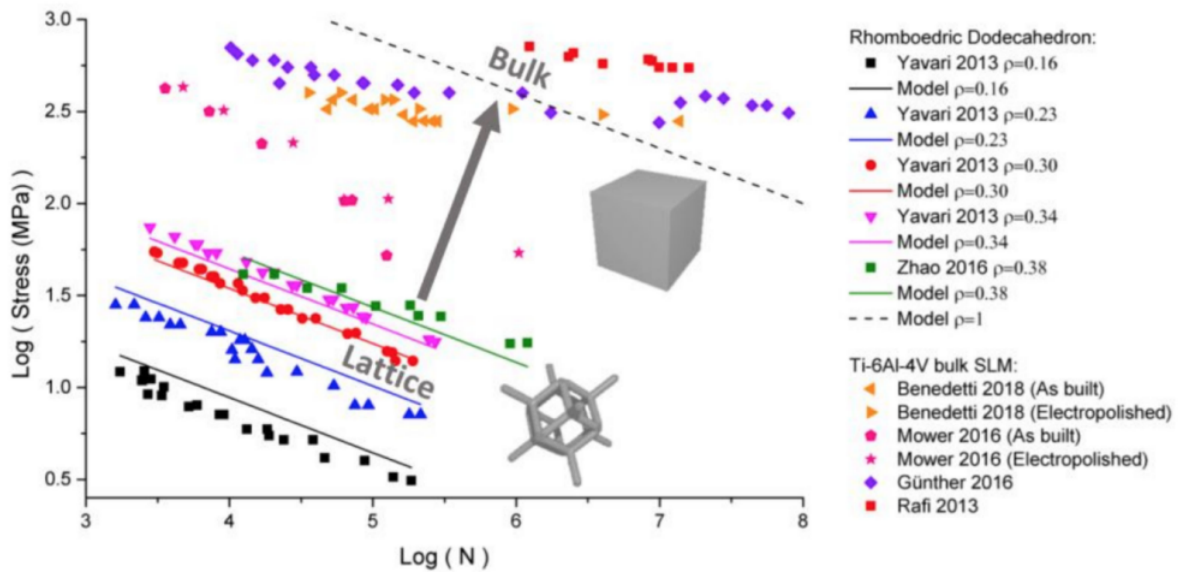 3.0
2.5
2.0
1.5
1.0
0.5
3
4
5
6
7
8
Log ( Stress (MPa) )
Log ( N )
Bulk
Lattice
Rhomboedric Dodecahedron:
Yavari 2013 ρ=0.16
Model ρ=0.16
Yavari 2013 ρ=0.23
Model ρ=0.23
Yavari 2013 ρ=0.30
Model ρ=0.30
Yavari 2013 ρ=0.34
Model ρ=0.34
Zhao 2016 ρ=0.38
Model ρ=0.38
Model ρ=1
Ti-6Al-4V bulk SLM:
Benedetti 2018 (As built)
Benedetti 2018 (Electropolished)
Mower 2016 (As built)
Mower 2016 (Electropolished)
Günther 2016
Rafi 2013